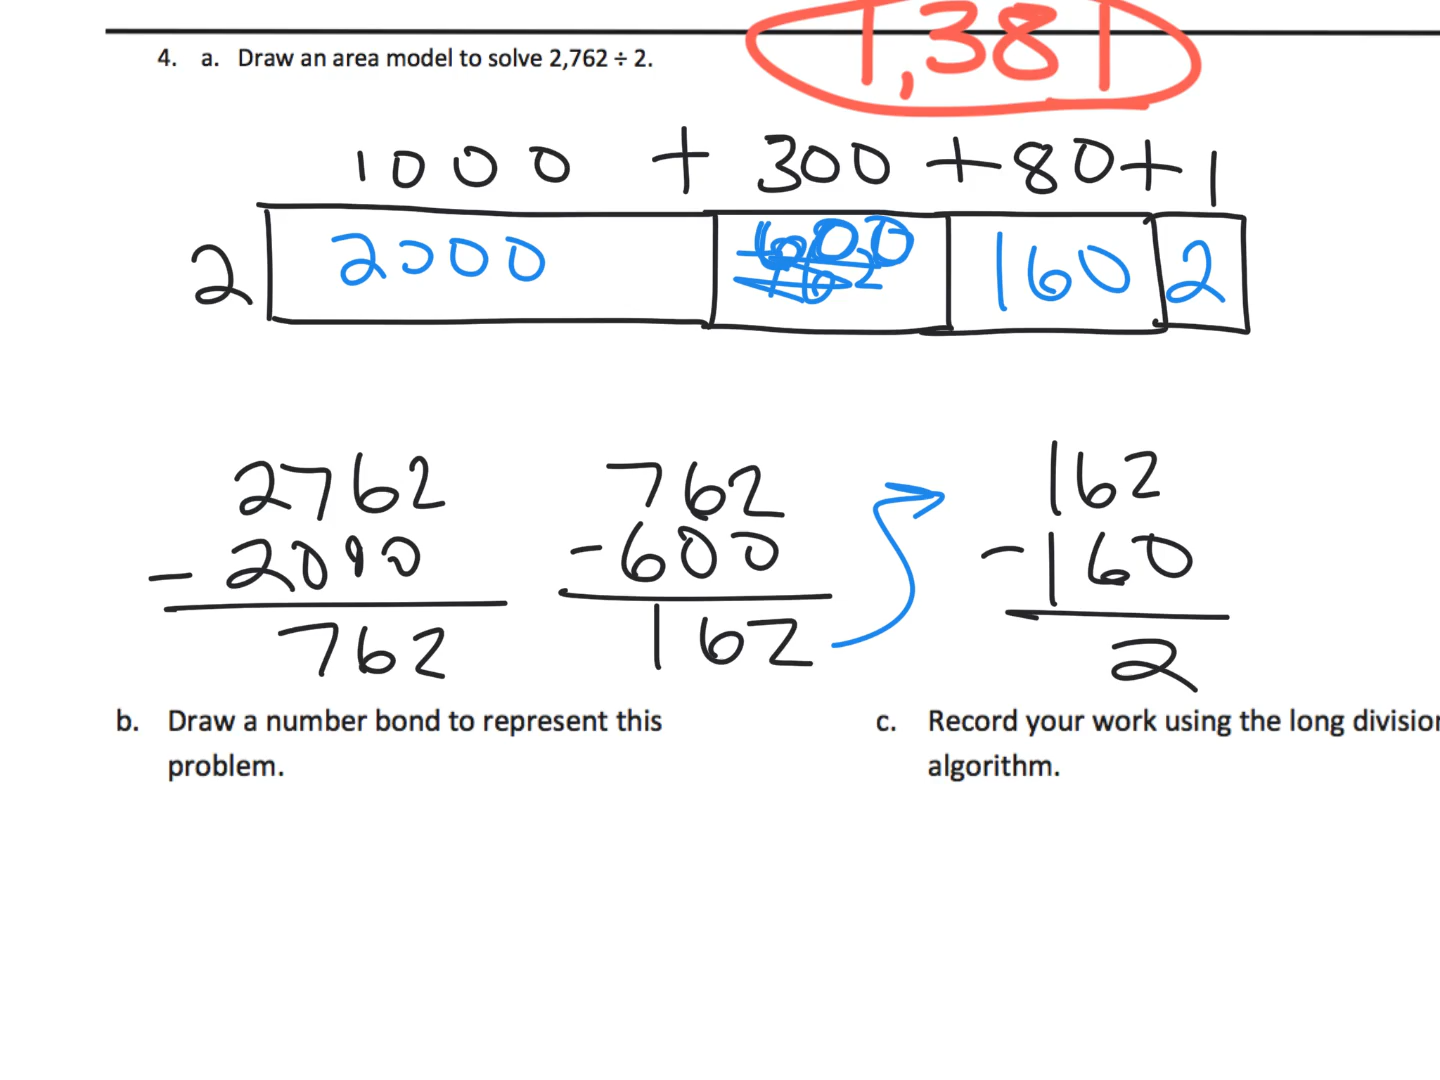 4. a. Draw an area model to solve 2,762 ÷ 2.
1,381
1000 + 300 + 80 + 1
2 2000 600 160 2
2762 762 162
- 2000 - 600 - 160
762 162 2
b. Draw a number bond to represent this
problem.
c. Record your work using the long division
algorithm.